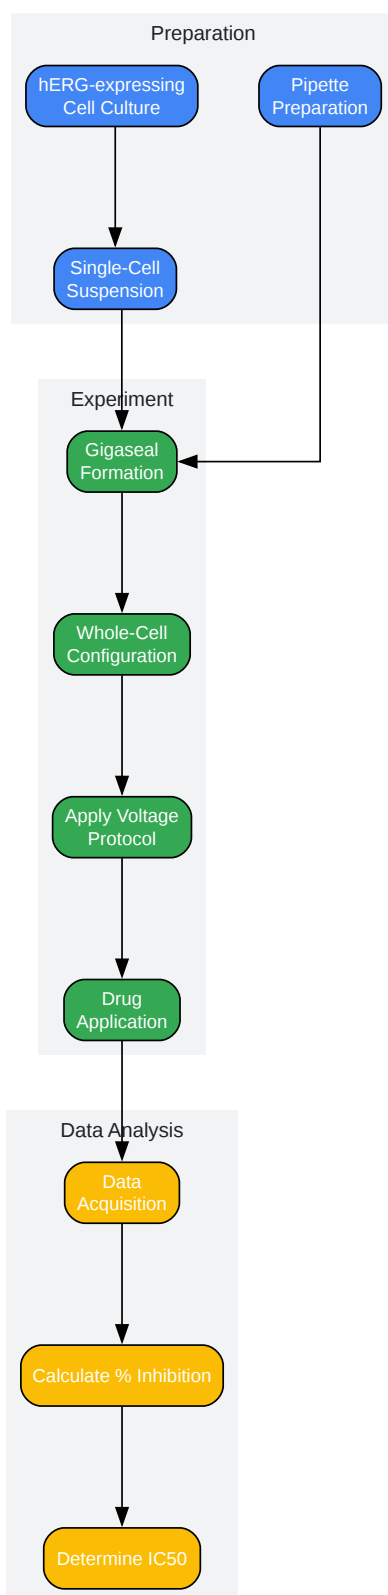 Preparation
hERG-expressing
Cell Culture
Pipette
Preparation
Single-Cell
Suspension
Experiment
Gigaseal
Formation
Whole-Cell
Configuration
Apply Voltage
Protocol
Drug
Application
Data Analysis
Data
Acquisition
Calculate % Inhibition
Determine IC50